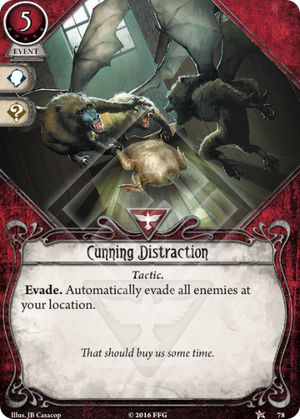 5
EVENT
Cunning Distraction
Tactic.
Evade. Automatically evade all enemies at
your location.
That should buy us some time.
Illus. JB Casacop
© 2016 FFG
78